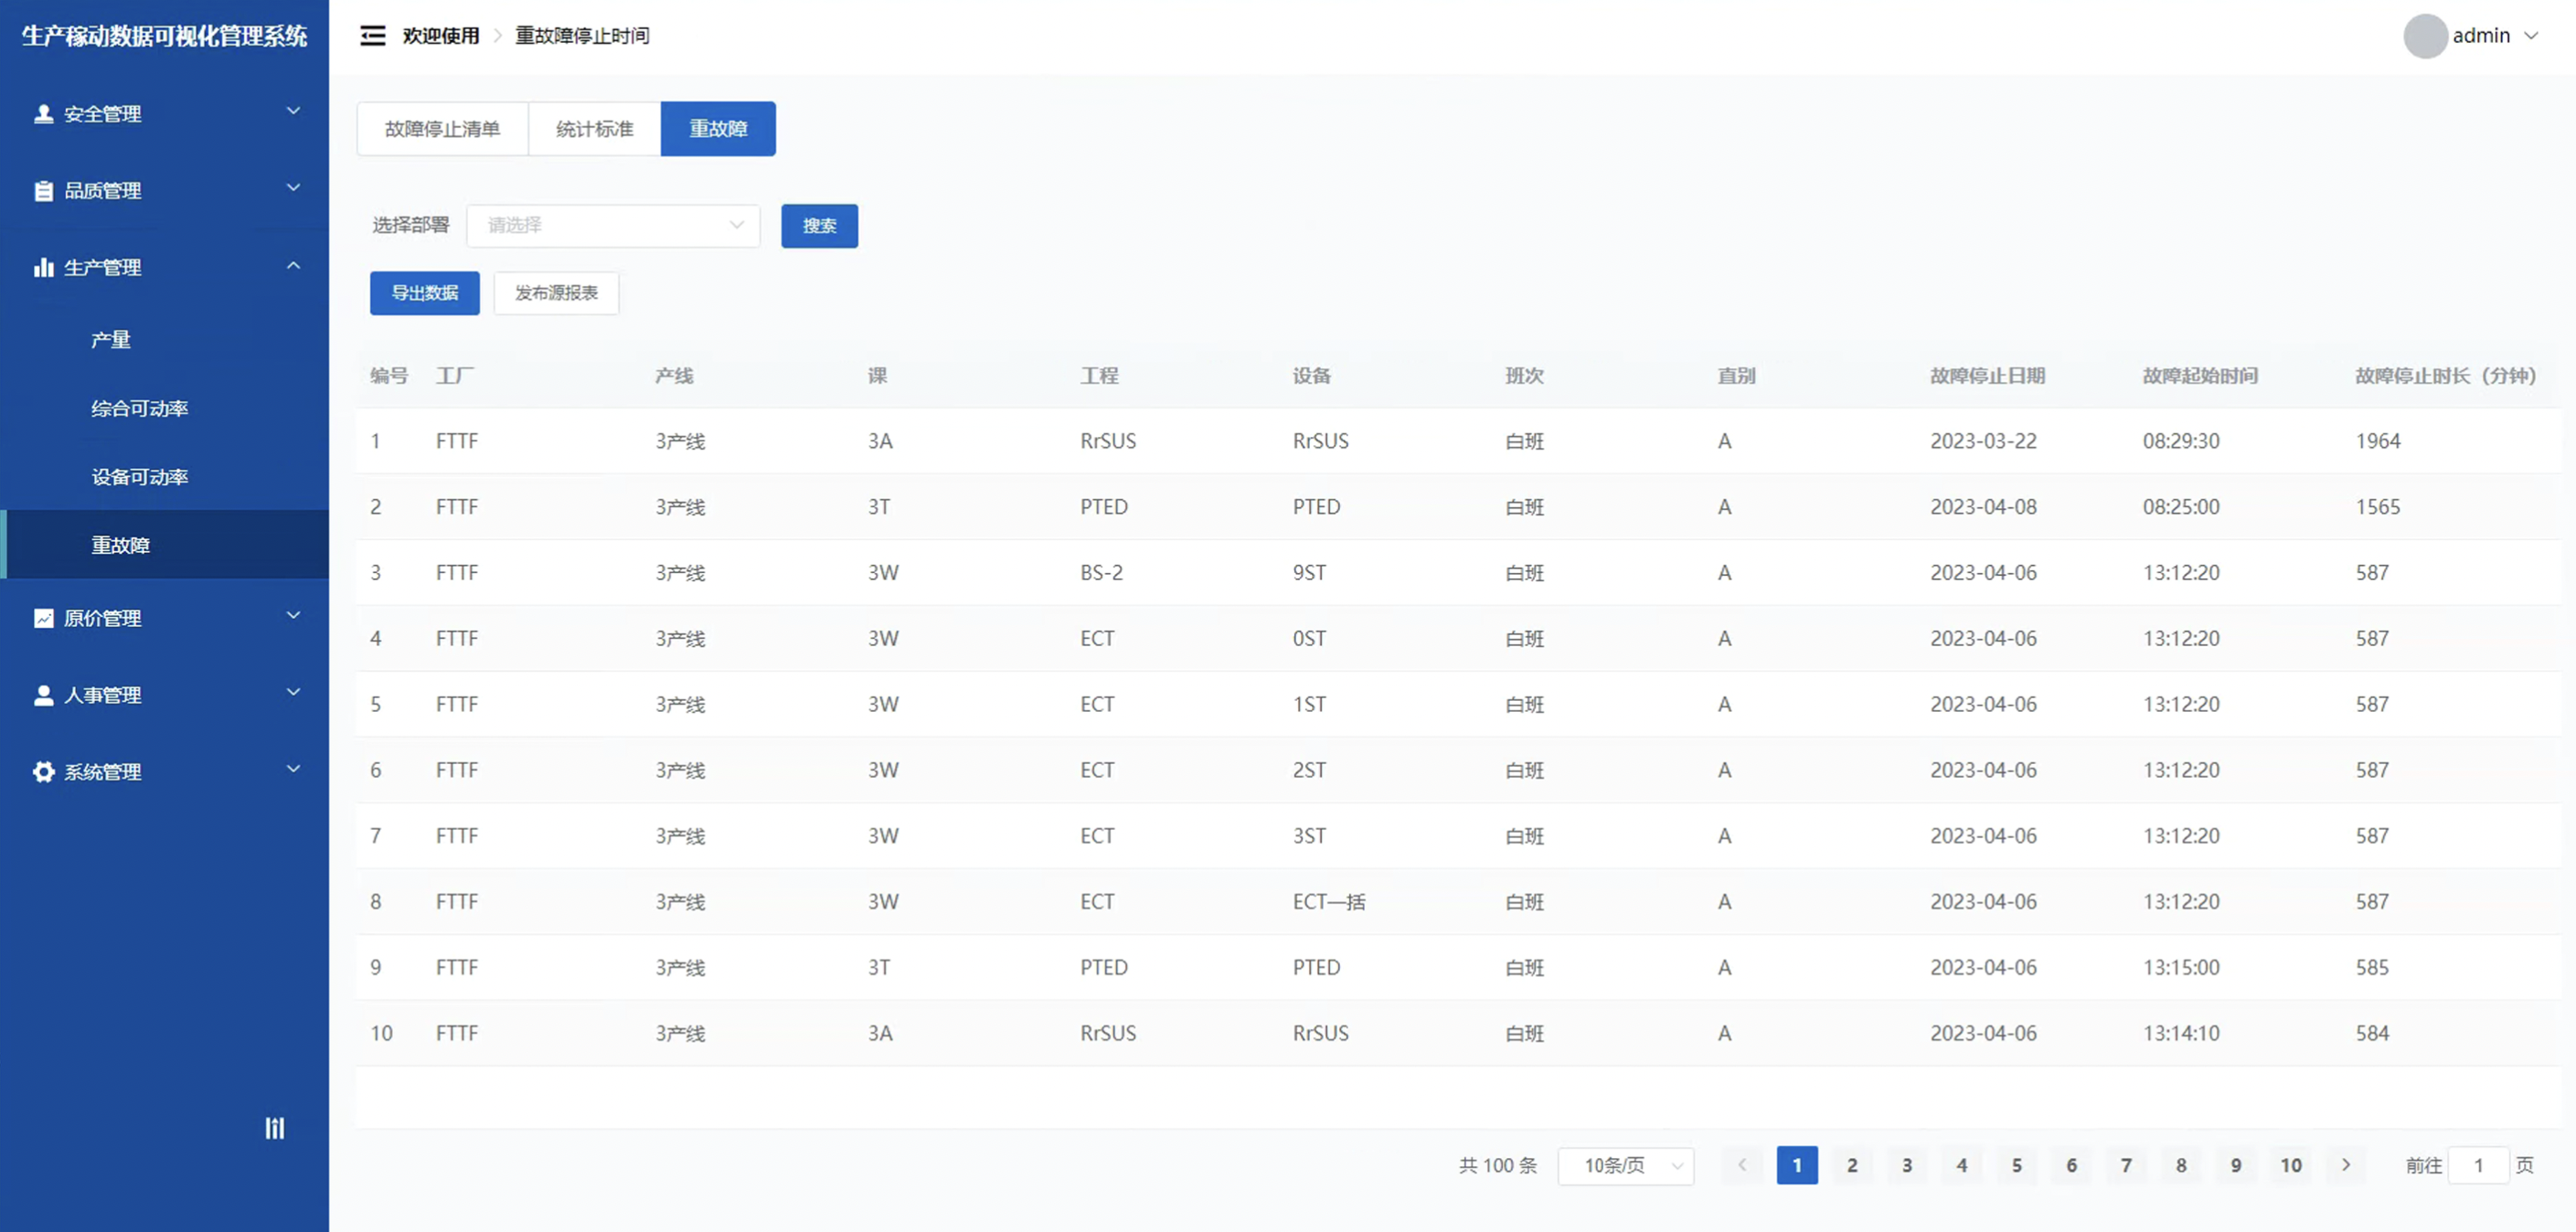 生产稼动数据可视化管理系统
欢迎使用 > 重故障停止时间
admin
安全管理
品质管理
生产管理
产量
综合可动率
设备可动率
重故障
原价管理
人事管理
系统管理
故障停止清单 统计标准 重故障
选择部署 请选择 搜索
导出数据 发布源报表
编号 工厂 产线 课 工程 设备 班次 直别 故障停止日期 故障起始时间 故障停止时长（分钟）
1 FTTF 3产线 3A RrSUS RrSUS 白班 A 2023-03-22 08:29:30 1964
2 FTTF 3产线 3T PTED PTED 白班 A 2023-04-08 08:25:00 1565
3 FTTF 3产线 3W BS-2 9ST 白班 A 2023-04-06 13:12:20 587
4 FTTF 3产线 3W ECT 0ST 白班 A 2023-04-06 13:12:20 587
5 FTTF 3产线 3W ECT 1ST 白班 A 2023-04-06 13:12:20 587
6 FTTF 3产线 3W ECT 2ST 白班 A 2023-04-06 13:12:20 587
7 FTTF 3产线 3W ECT 3ST 白班 A 2023-04-06 13:12:20 587
8 FTTF 3产线 3W ECT ECT一括 白班 A 2023-04-06 13:12:20 587
9 FTTF 3产线 3T PTED PTED 白班 A 2023-04-06 13:15:00 585
10 FTTF 3产线 3A RrSUS RrSUS 白班 A 2023-04-06 13:14:10 584
共 100 条 10条/页 < 1 2 3 4 5 6 7 8 9 10 > 前往 1 页